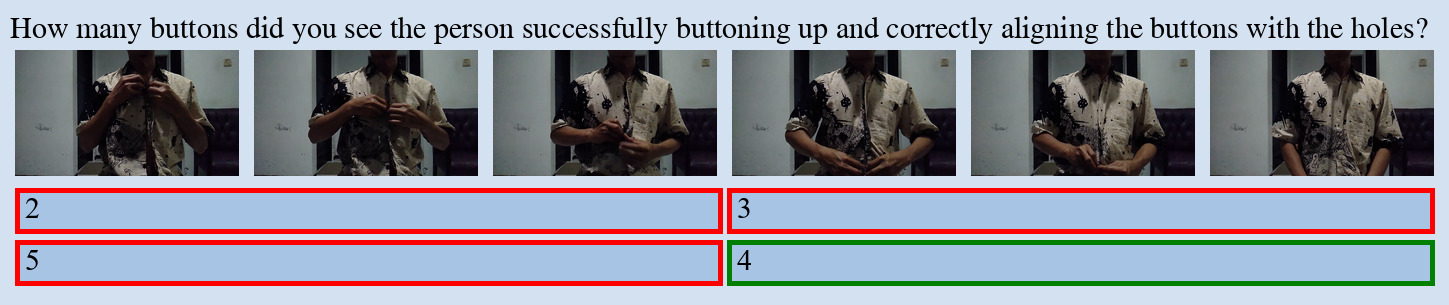 How many buttons did you see the person successfully buttoning up and correctly aligning the buttons with the holes?
2
3
5
4